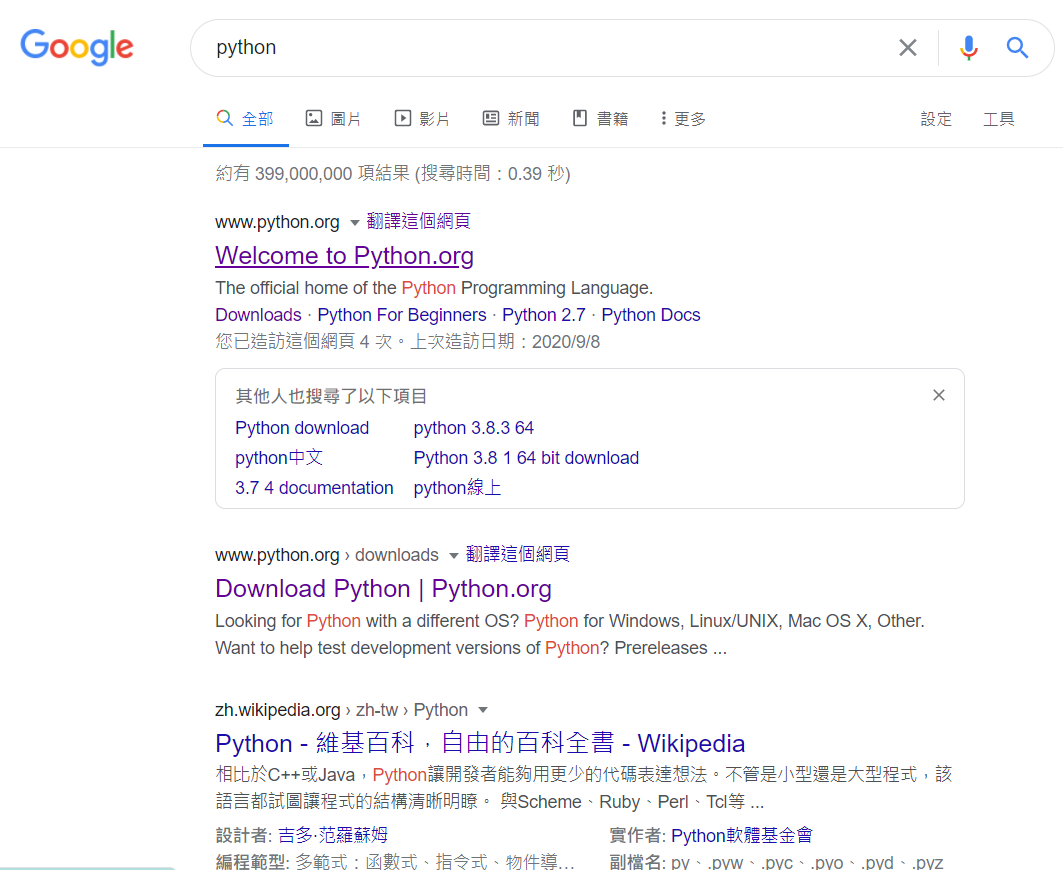 Google
python
全部
圖片
影片
新聞
書籍
更多
設定
工具
約有 399,000,000 項結果 (搜尋時間：0.39 秒)
www.python.org 翻譯這個網頁
Welcome to Python.org
The official home of the Python Programming Language.
Downloads · Python For Beginners · Python 2.7 · Python Docs
您已造訪這個網頁 4 次。上次造訪日期：2020/9/8
其他人也搜尋了以下項目
Python download python 3.8.3 64
python中文 Python 3.8 1 64 bit download
3.7 4 documentation python線上
www.python.org › downloads 翻譯這個網頁
Download Python | Python.org
Looking for Python with a different OS? Python for Windows, Linux/UNIX, Mac OS X, Other.
Want to help test development versions of Python? Prereleases ...
zh.wikipedia.org › zh-tw › Python
Python - 維基百科，自由的百科全書 - Wikipedia
相比於C++或Java，Python讓開發者能夠用更少的代碼表達想法。不管是小型還是大型程式，該
語言都試圖讓程式的結構清晰明瞭。 與Scheme、Ruby、Perl、Tcl等 ...
設計者: 吉多·范羅蘇姆 實作者: Python軟體基金會
編程範型: 多範式：函數式、指令式、物件導... 副檔名: py、.pyw、.pyc、.pyo、.pyd、.pyz